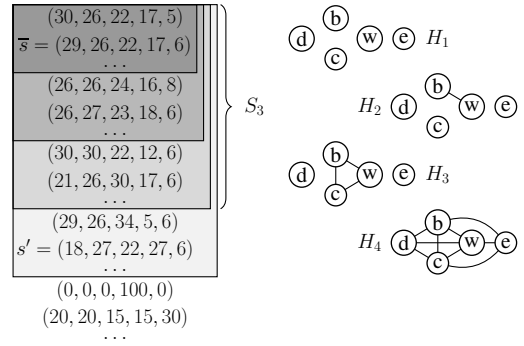 (30, 26, 22, 17, 5)
s̅ = (29, 26, 22, 17, 6)
...
(26, 26, 24, 16, 8)
(26, 27, 23, 18, 6)
...
(30, 30, 22, 12, 6)
(21, 26, 30, 17, 6)
...
(29, 26, 34, 5, 6)
s′ = (18, 27, 22, 27, 6)
...
(0, 0, 0, 100, 0)
(20, 20, 15, 15, 30)
...
S₃
b
d w e H₁
c
b
H₂ d w e
c
b
d w e H₃
c
b
H₄ d w e
c